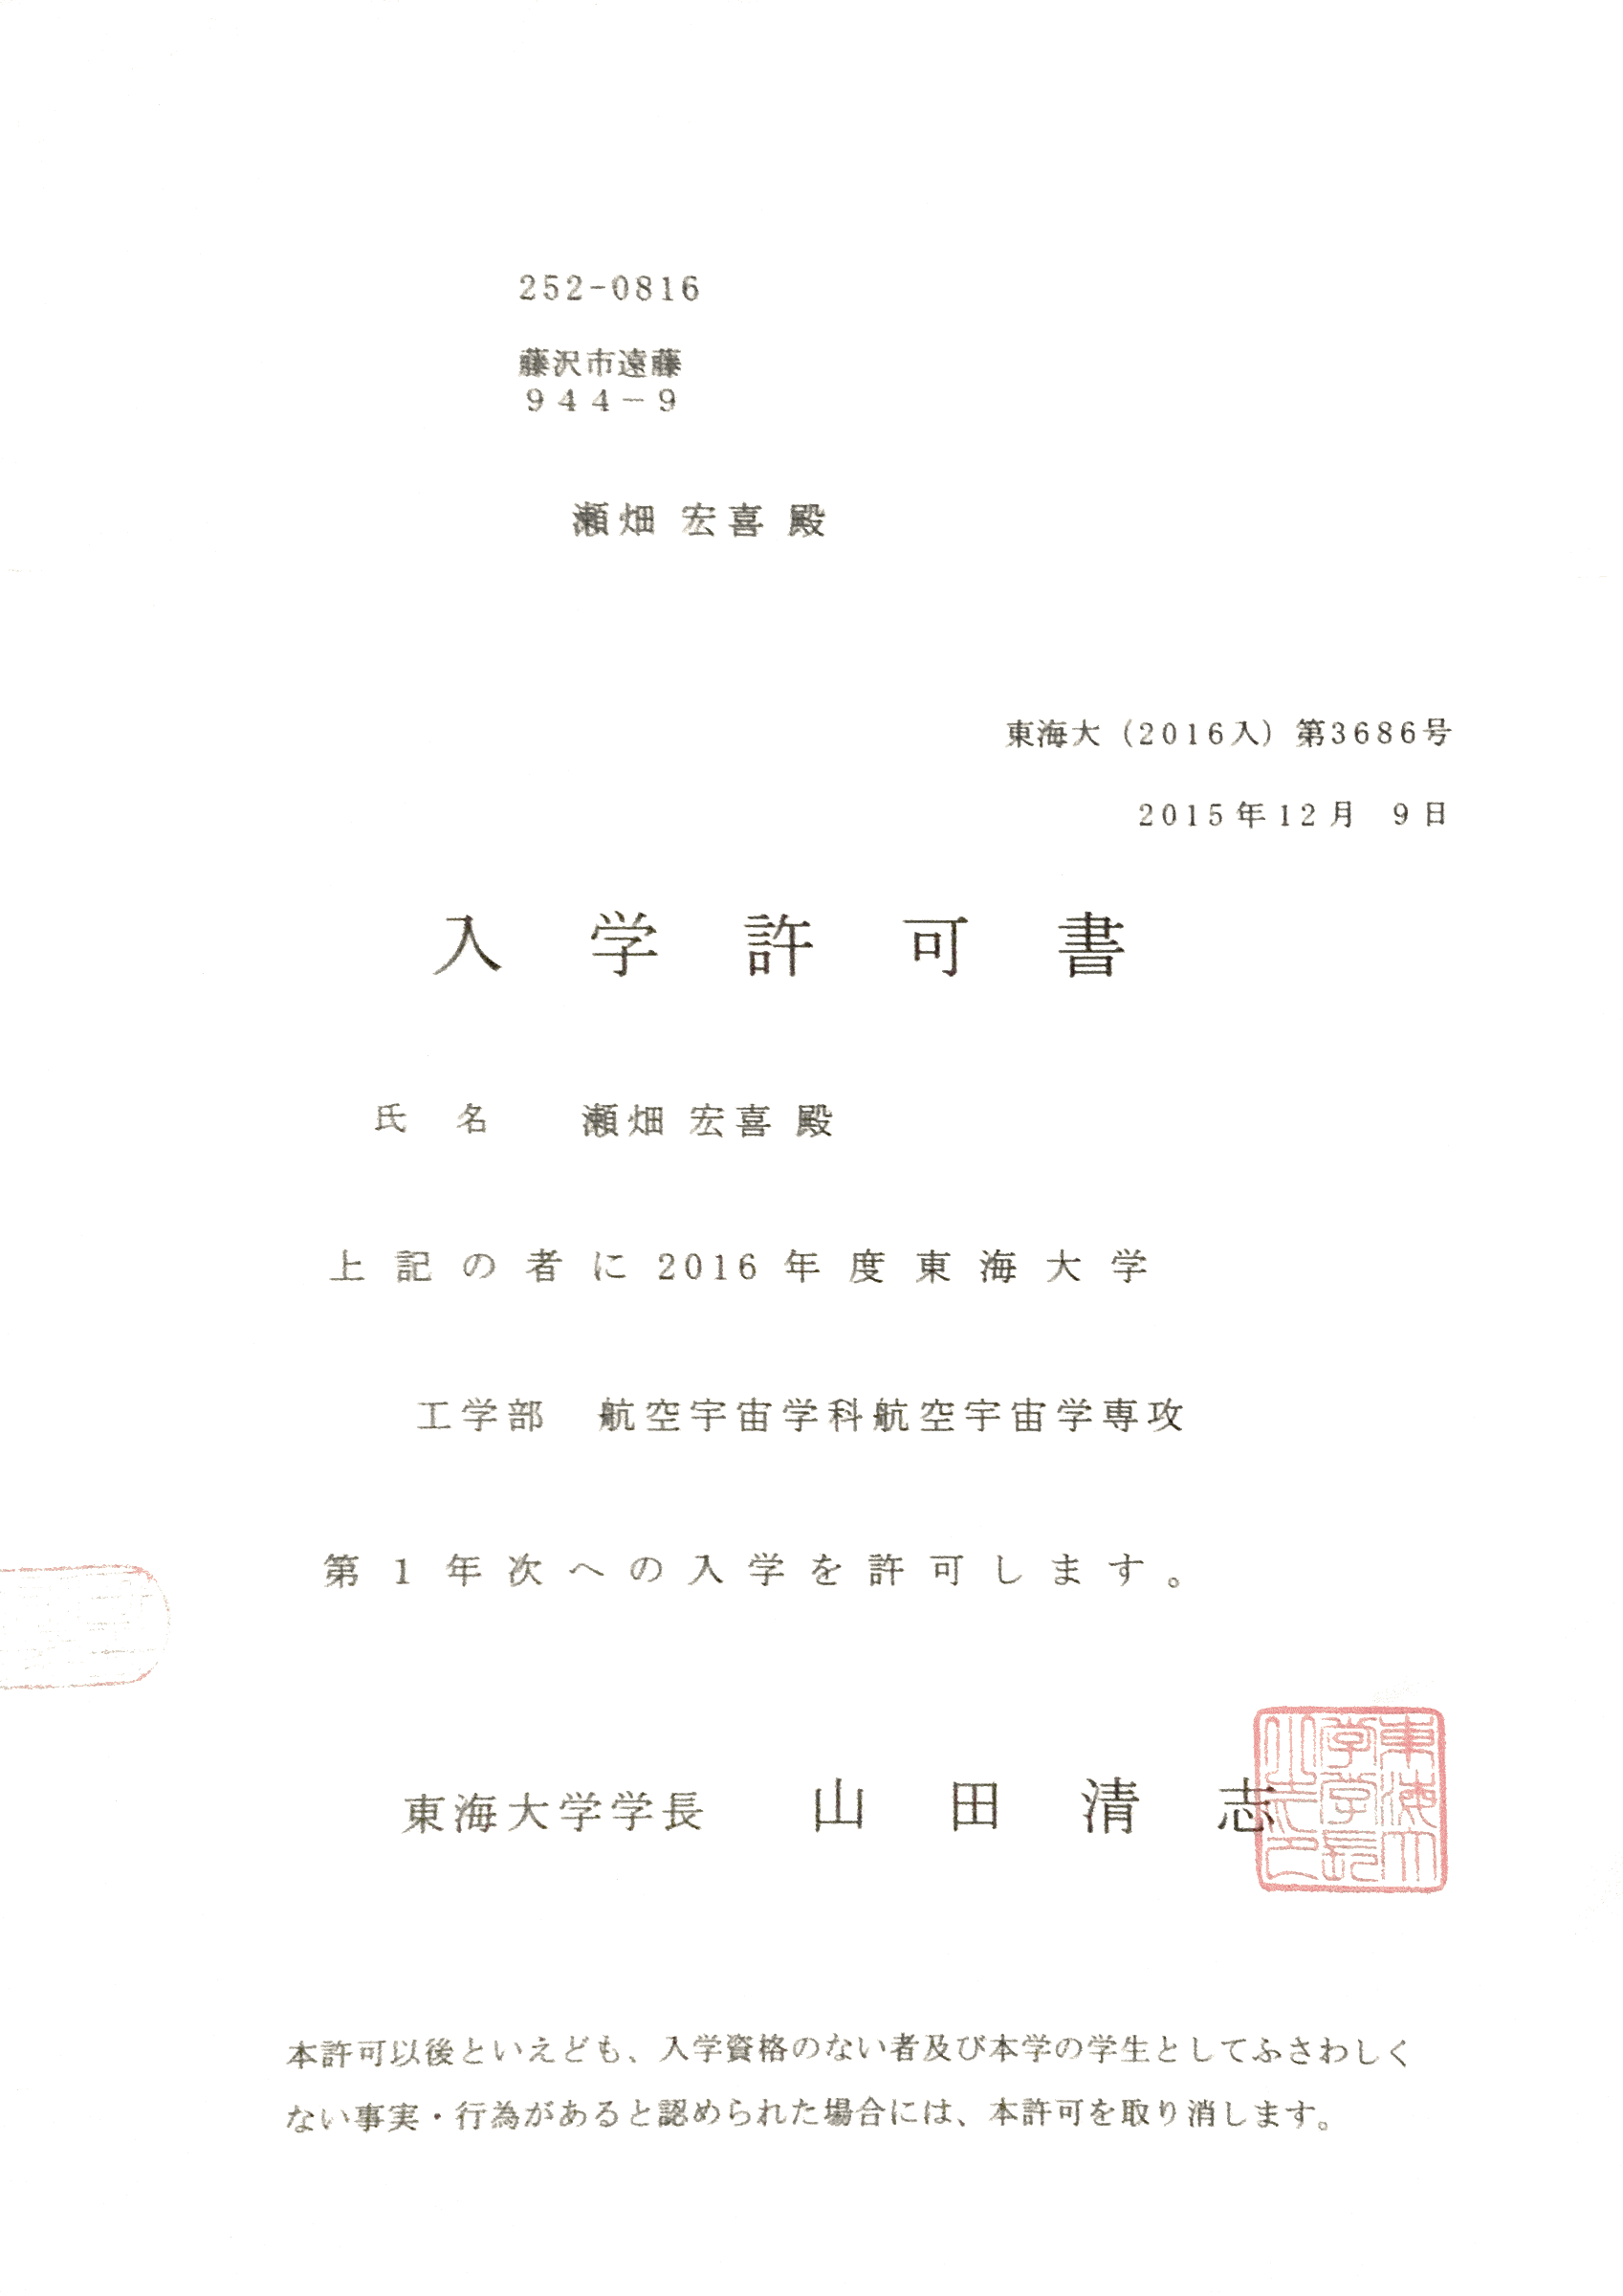 252-0816
藤沢市遠藤
944-9
瀬畑 宏喜 殿
東海大（2016入）第3686号
2015年12月 9日
入学許可書
氏名 瀬畑 宏喜 殿
上記の者に2016年度東海大学
工学部 航空宇宙学科航空宇宙学専攻
第1年次への入学を許可します。
東海大学学長 山田清志
東海大学学長之印
本許可以後といえども、入学資格のない者及び本学の学生としてふさわしく
ない事実・行為があると認められた場合には、本許可を取り消します。